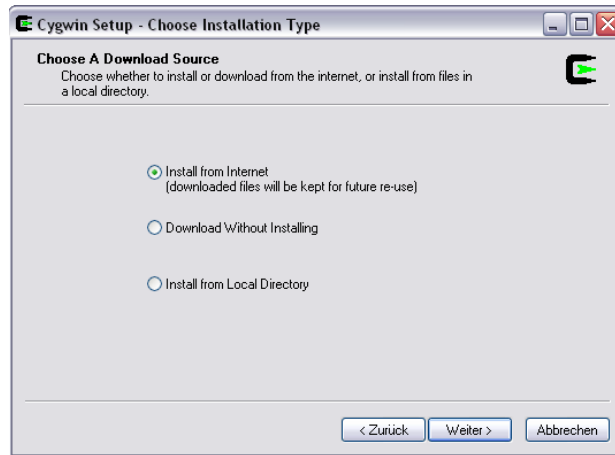 Cygwin Setup - Choose Installation Type
Choose A Download Source
Choose whether to install or download from the internet, or install from files in
a local directory.
Install from Internet
(downloaded files will be kept for future re-use)
Download Without Installing
Install from Local Directory
< Zurück
Weiter >
Abbrechen